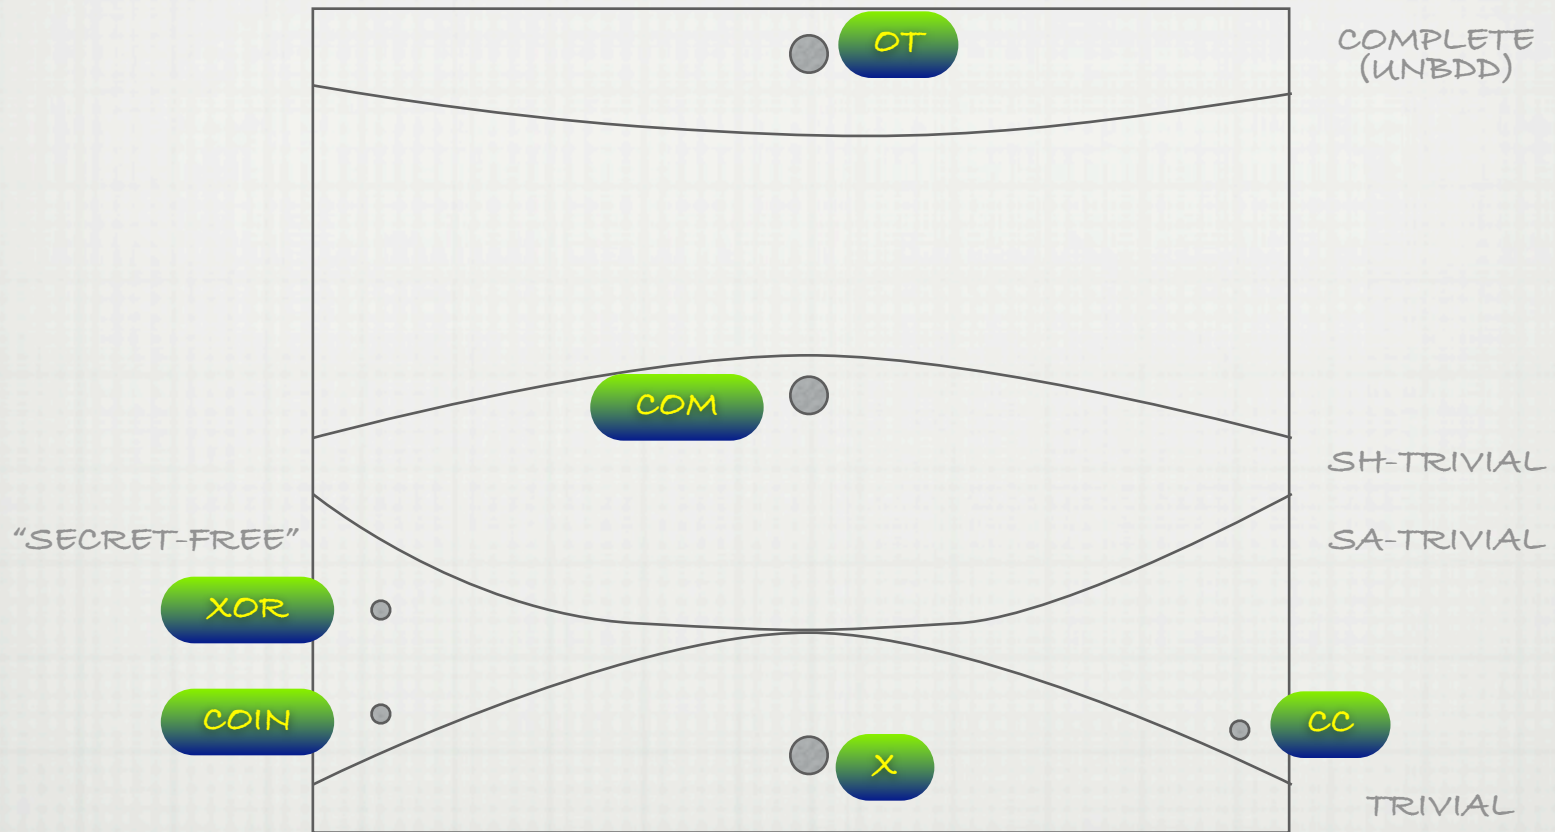 OT
COMPLETE
(UNBDD)
COM
SH-TRIVIAL
"SECRET-FREE"
SA-TRIVIAL
XOR
COIN
CC
X
TRIVIAL